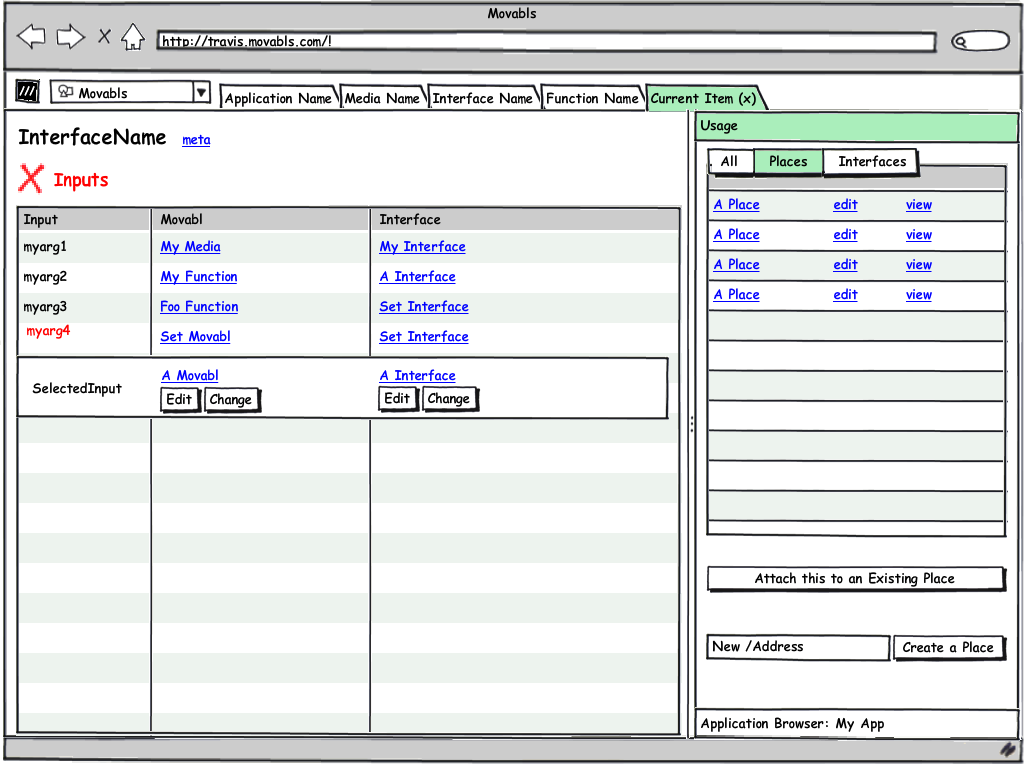 Movabls
http://travis.movabls.com/!
Movabls
Application Name Media Name Interface Name Function Name Current Item (x)
InterfaceName meta
Inputs
Input Movabl Interface
myarg1 My Media My Interface
myarg2 My Function A Interface
myarg3 Foo Function Set Interface
myarg4 Set Movabl Set Interface
SelectedInput A Movabl A Interface
Edit Change Edit Change
Usage
All Places Interfaces
A Place edit view
A Place edit view
A Place edit view
A Place edit view
Attach this to an Existing Place
New /Address Create a Place
Application Browser: My App